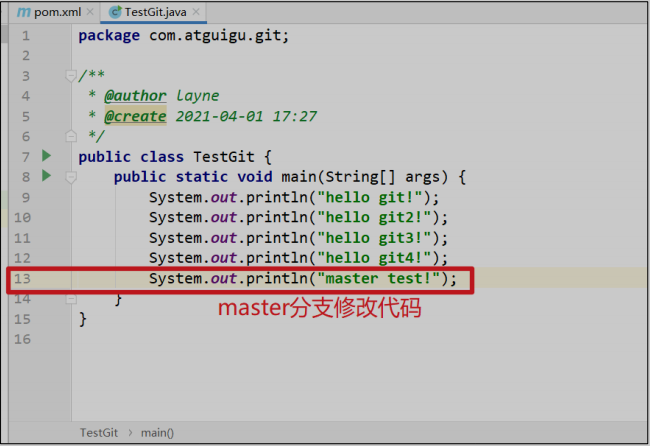 pom.xml × TestGit.java ×
1 package com.atguigu.git;
2
3 /**
4 * @author layne
5 * @create 2021-04-01 17:27
6 */
7 public class TestGit {
8 public static void main(String[] args) {
9 System.out.println("hello git!");
10 System.out.println("hello git2!");
11 System.out.println("hello git3!");
12 System.out.println("hello git4!");
13 System.out.println("master test!");
14 }
master分支修改代码
15 }
16
TestGit › main()